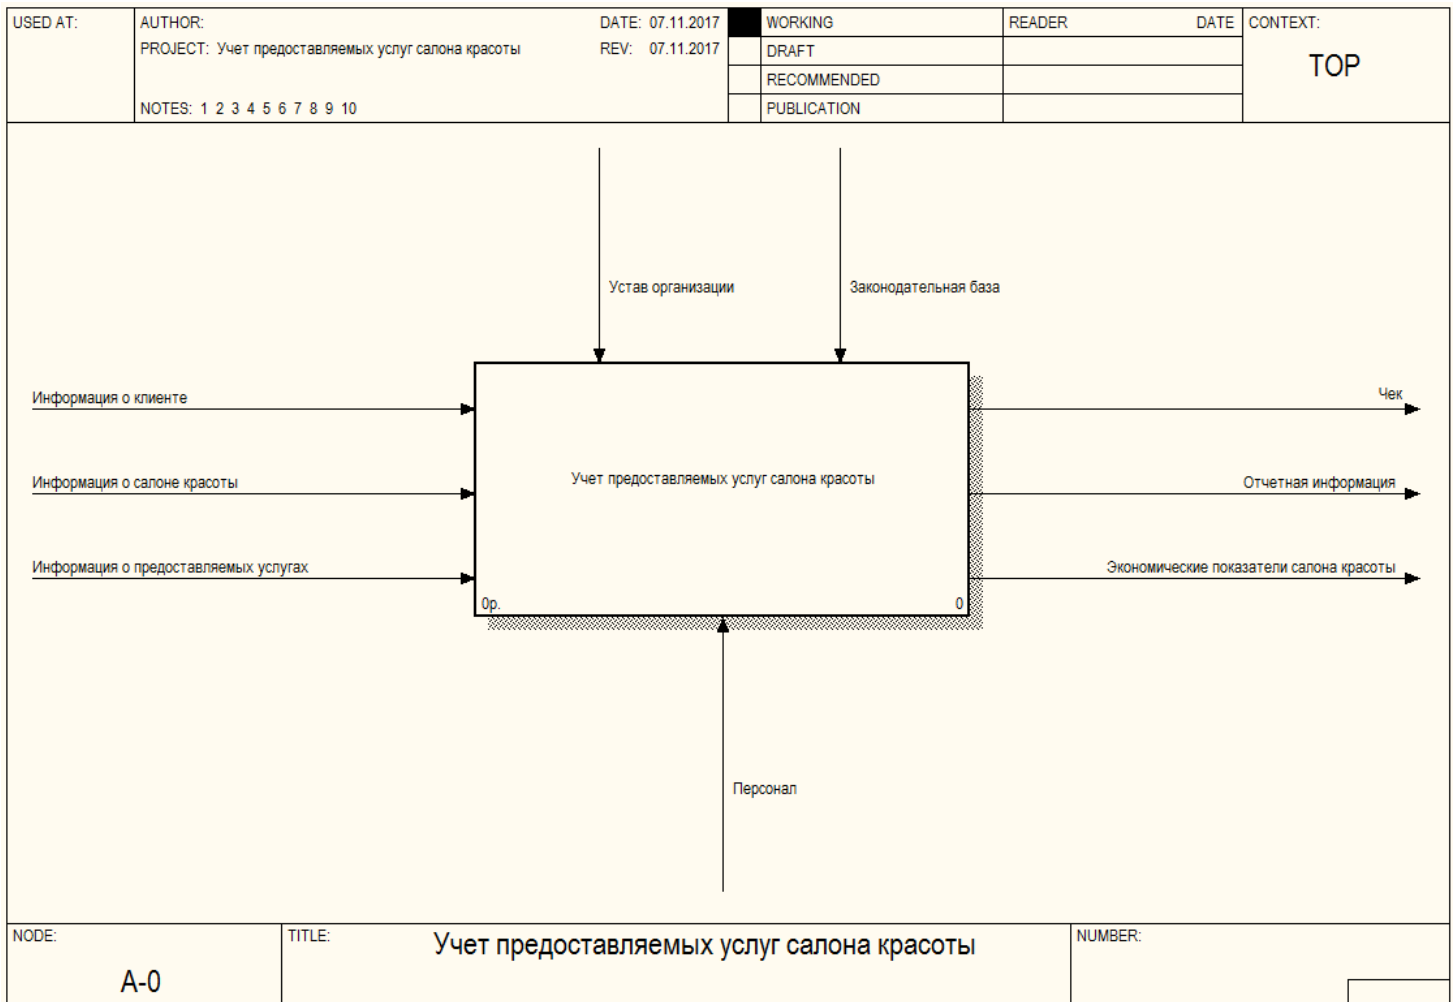 USED AT:
AUTHOR:
DATE: 07.11.2017
WORKING
READER
DATE
CONTEXT:
PROJECT: Учет предоставляемых услуг салона красоты
REV: 07.11.2017
DRAFT
TOP
RECOMMENDED
NOTES: 1 2 3 4 5 6 7 8 9 10
PUBLICATION
Устав организации
Законодательная база
Информация о клиенте
Чек
Информация о салоне красоты
Учет предоставляемых услуг салона красоты
Отчетная информация
Информация о предоставляемых услугах
Экономические показатели салона красоты
0р.
0
Персонал
NODE:
TITLE:
Учет предоставляемых услуг салона красоты
NUMBER:
A-0